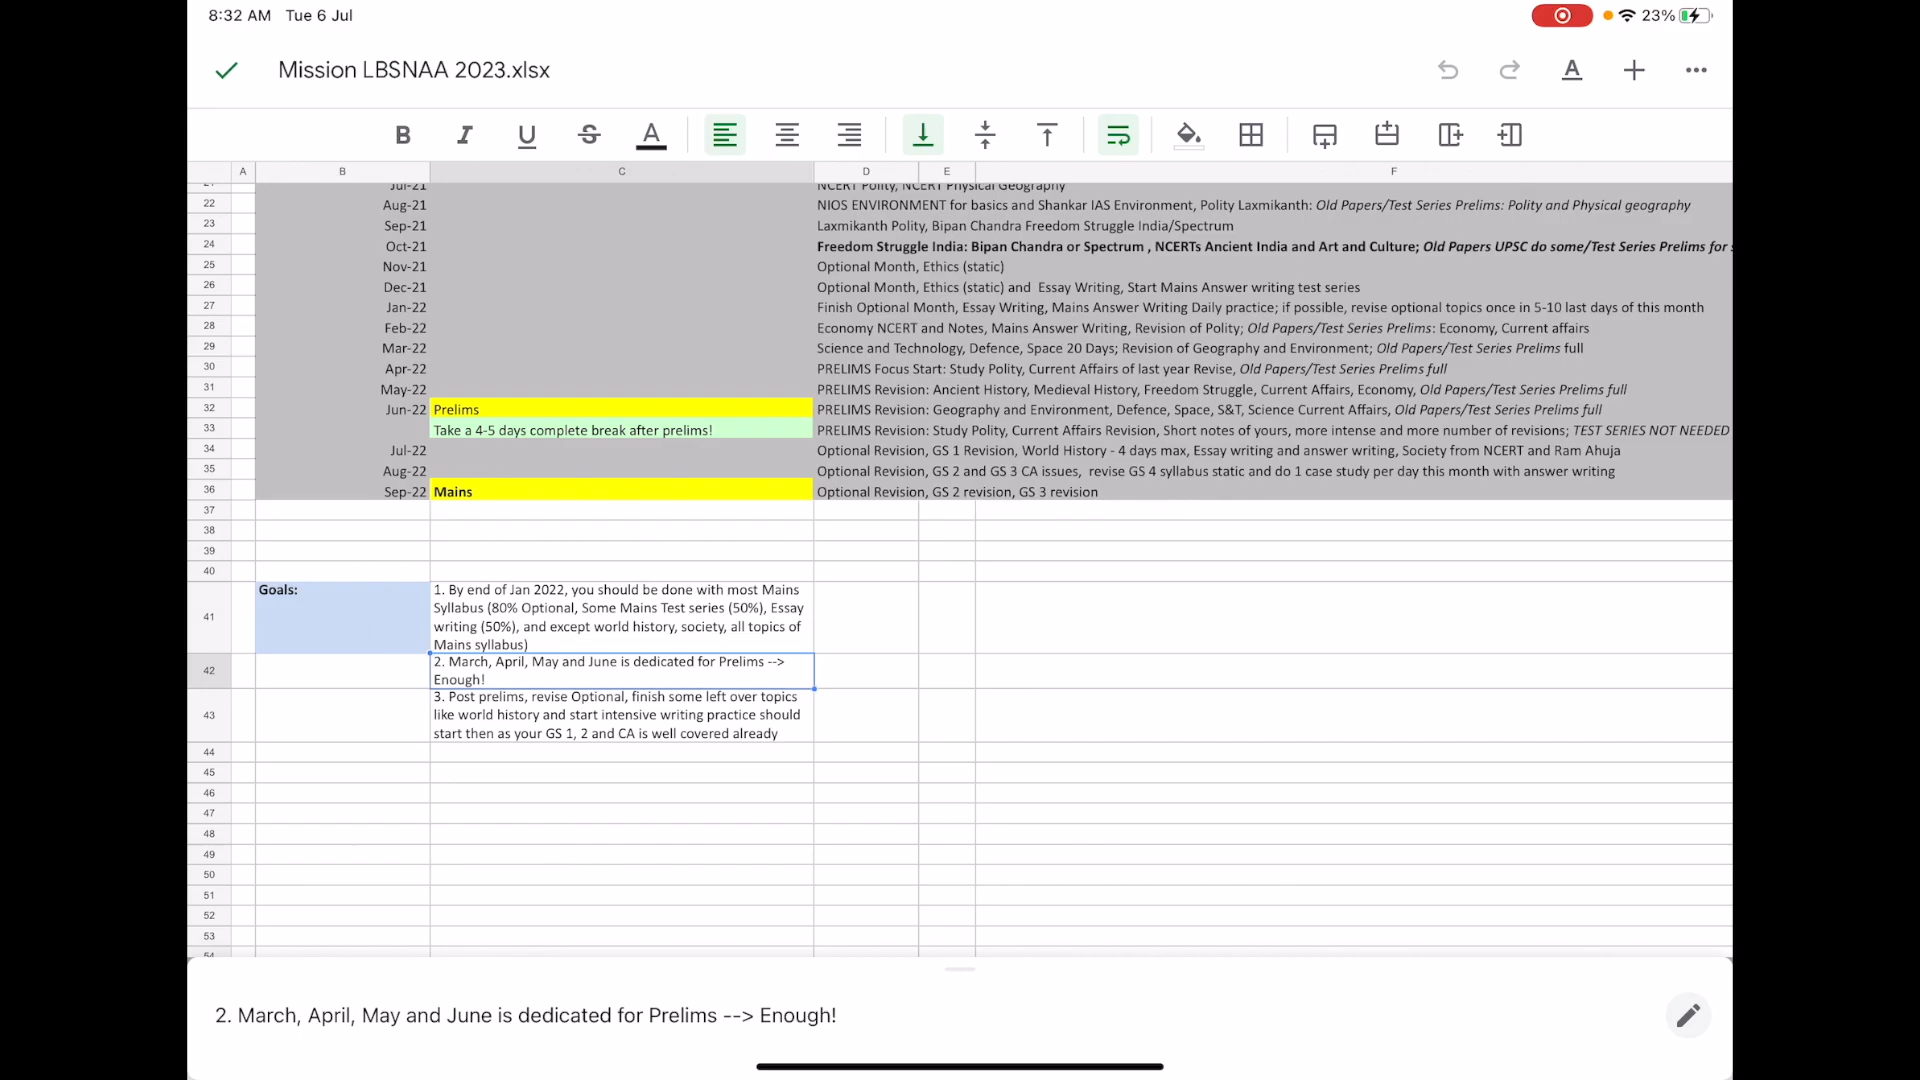 8:32 AM Tue 6 Jul 23%
Mission LBSNAA 2023.xlsx
B I U S A
A B C D E F
Jul-21 NCERT Polity, NCERT Physical Geography
22 Aug-21 NIOS ENVIRONMENT for basics and Shankar IAS Environment, Polity Laxmikanth: Old Papers/Test Series Prelims: Polity and Physical geography
23 Sep-21 Laxmikanth Polity, Bipan Chandra Freedom Struggle India/Spectrum
24 Oct-21 Freedom Struggle India: Bipan Chandra or Spectrum , NCERTs Ancient India and Art and Culture; Old Papers UPSC do some/Test Series Prelims for
25 Nov-21 Optional Month, Ethics (static)
26 Dec-21 Optional Month, Ethics (static) and Essay Writing, Start Mains Answer writing test series
27 Jan-22 Finish Optional Month, Essay Writing, Mains Answer Writing Daily practice; if possible, revise optional topics once in 5-10 last days of this month
28 Feb-22 Economy NCERT and Notes, Mains Answer Writing, Revision of Polity; Old Papers/Test Series Prelims: Economy, Current affairs
29 Mar-22 Science and Technology, Defence, Space 20 Days; Revision of Geography and Environment; Old Papers/Test Series Prelims full
30 Apr-22 PRELIMS Focus Start: Study Polity, Current Affairs of last year Revise, Old Papers/Test Series Prelims full
31 May-22 PRELIMS Revision: Ancient History, Medieval History, Freedom Struggle, Current Affairs, Economy, Old Papers/Test Series Prelims full
32 Jun-22 Prelims PRELIMS Revision: Geography and Environment, Defence, Space, S&T, Science Current Affairs, Old Papers/Test Series Prelims full
33 Take a 4-5 days complete break after prelims! PRELIMS Revision: Study Polity, Current Affairs Revision, Short notes of yours, more intense and more number of revisions; TEST SERIES NOT NEEDED
34 Jul-22 Optional Revision, GS 1 Revision, World History - 4 days max, Essay writing and answer writing, Society from NCERT and Ram Ahuja
35 Aug-22 Optional Revision, GS 2 and GS 3 CA issues, revise GS 4 syllabus static and do 1 case study per day this month with answer writing
36 Sep-22 Mains Optional Revision, GS 2 revision, GS 3 revision
37
38
39
40
Goals: 1. By end of Jan 2022, you should be done with most Mains
41 Syllabus (80% Optional, Some Mains Test series (50%), Essay
writing (50%), and except world history, society, all topics of
Mains syllabus)
42 2. March, April, May and June is dedicated for Prelims -->
Enough!
3. Post prelims, revise Optional, finish some left over topics
43 like world history and start intensive writing practice should
start then as your GS 1, 2 and CA is well covered already
44
45
46
47
48
49
50
51
52
53
54
2. March, April, May and June is dedicated for Prelims --> Enough!